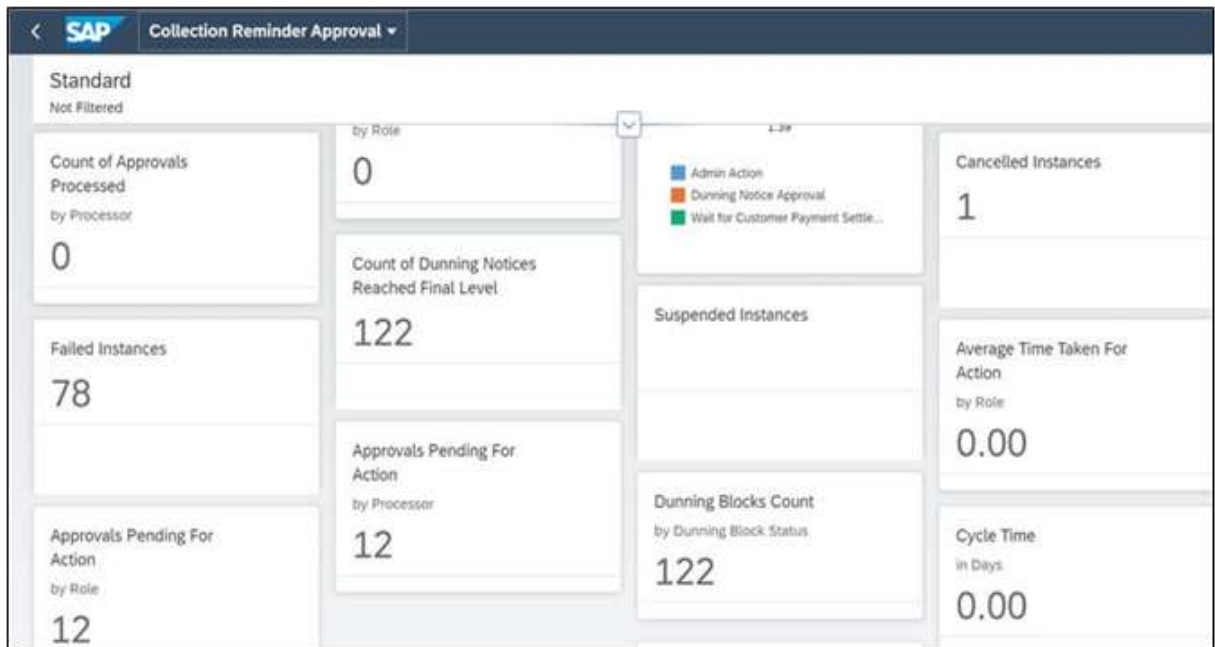 SAP
Collection Reminder Approval
Standard
Not Filtered
Count of Approvals
Processed
by Processor
0
Failed Instances
78
Approvals Pending For
Action
by Role
12
by Role
0
Count of Dunning Notices
Reached Final Level
122
Approvals Pending For
Action
by Processor
12
Admin Action
Dunning Notice Approval
Wait for Customer Payment Settle...
Suspended Instances
Dunning Blocks Count
by Dunning Block Status
122
Cancelled Instances
1
Average Time Taken For
Action
by Role
0.00
Cycle Time
in Days
0.00